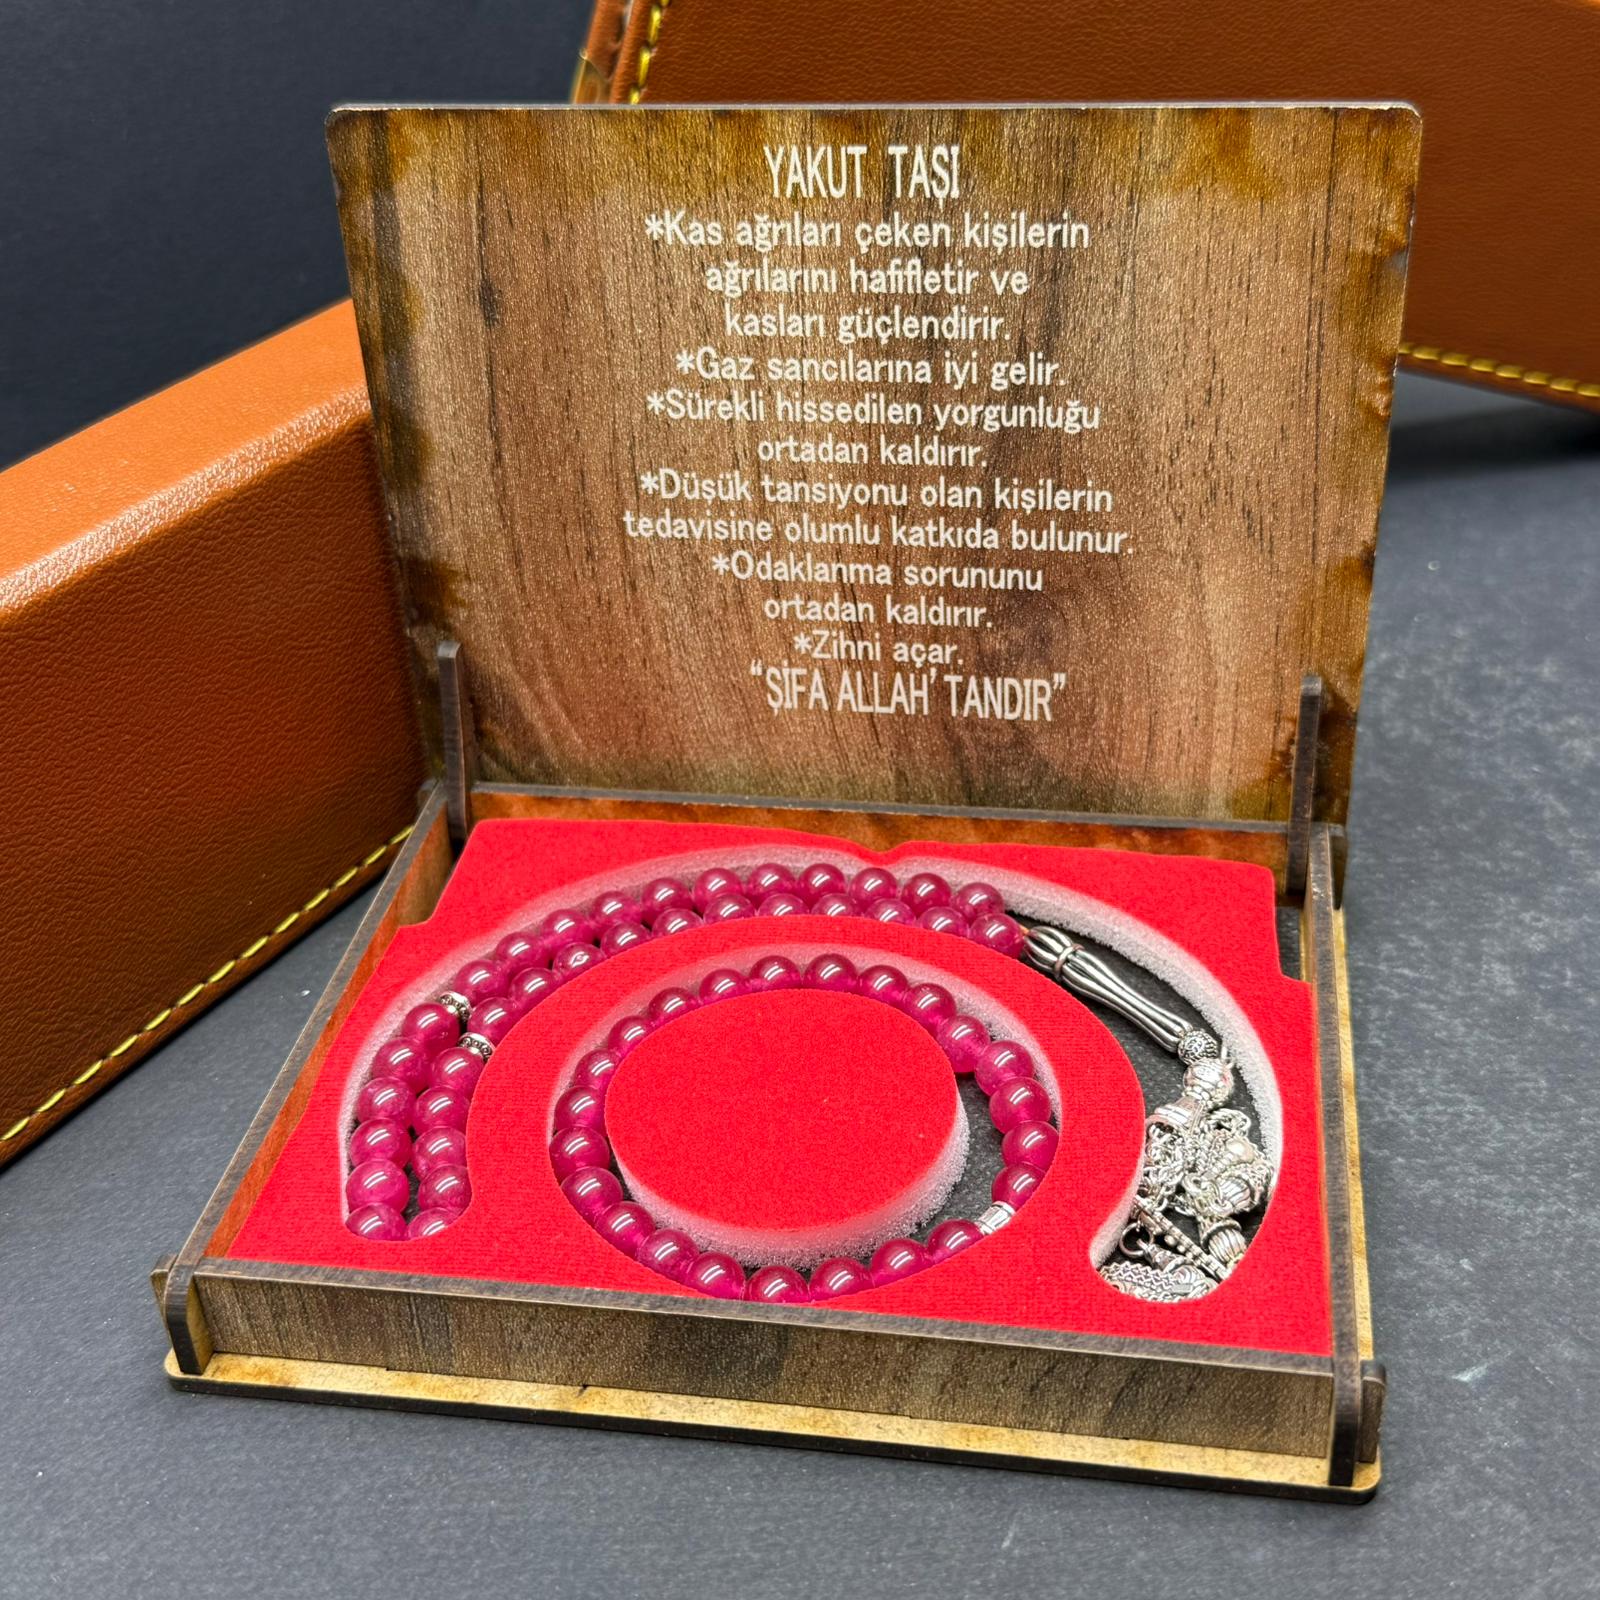 YAKUT TAŞI
*Kas ağrıları çeken kişilerin
ağrılarını hafifletir ve
kasları güçlendirir.
*Gaz sancılarına iyi gelir.
*Sürekli hissedilen yorgunluğu
ortadan kaldırır.
*Düşük tansiyonu olan kişilerin
tedavisine olumlu katkıda bulunur.
*Odaklanma sorununu
ortadan kaldırır.
*Zihni açar.
“ŞİFA ALLAH'TANDIR”